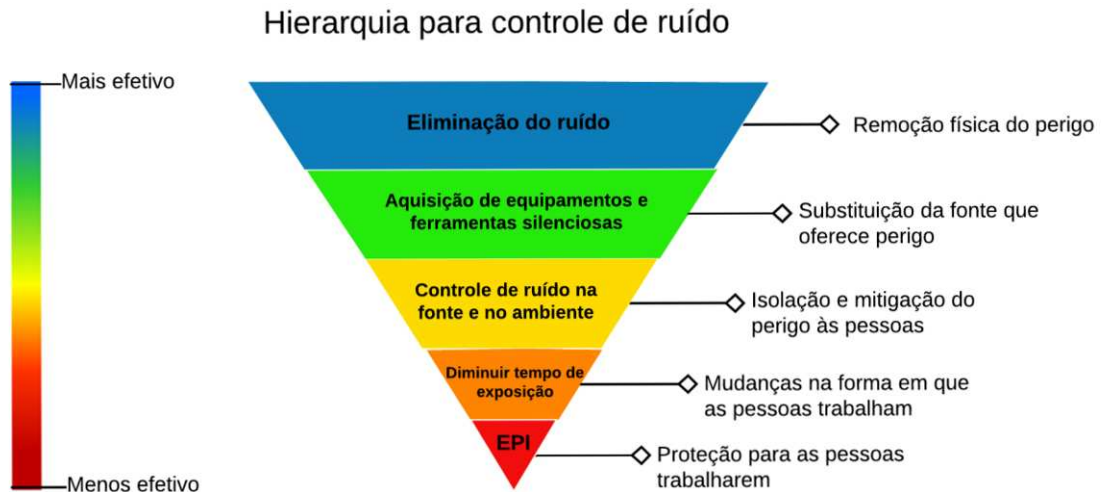 Hierarquia para controle de ruído
Mais efetivo
Eliminação do ruído
Remoção física do perigo
Aquisição de equipamentos e
ferramentas silenciosas
Substituição da fonte que
oferece perigo
Controle de ruído na
fonte e no ambiente
Isolação e mitigação do
perigo às pessoas
Diminuir tempo de
exposição
Mudanças na forma em que
as pessoas trabalham
EPI
Proteção para as pessoas
trabalharem
Menos efetivo